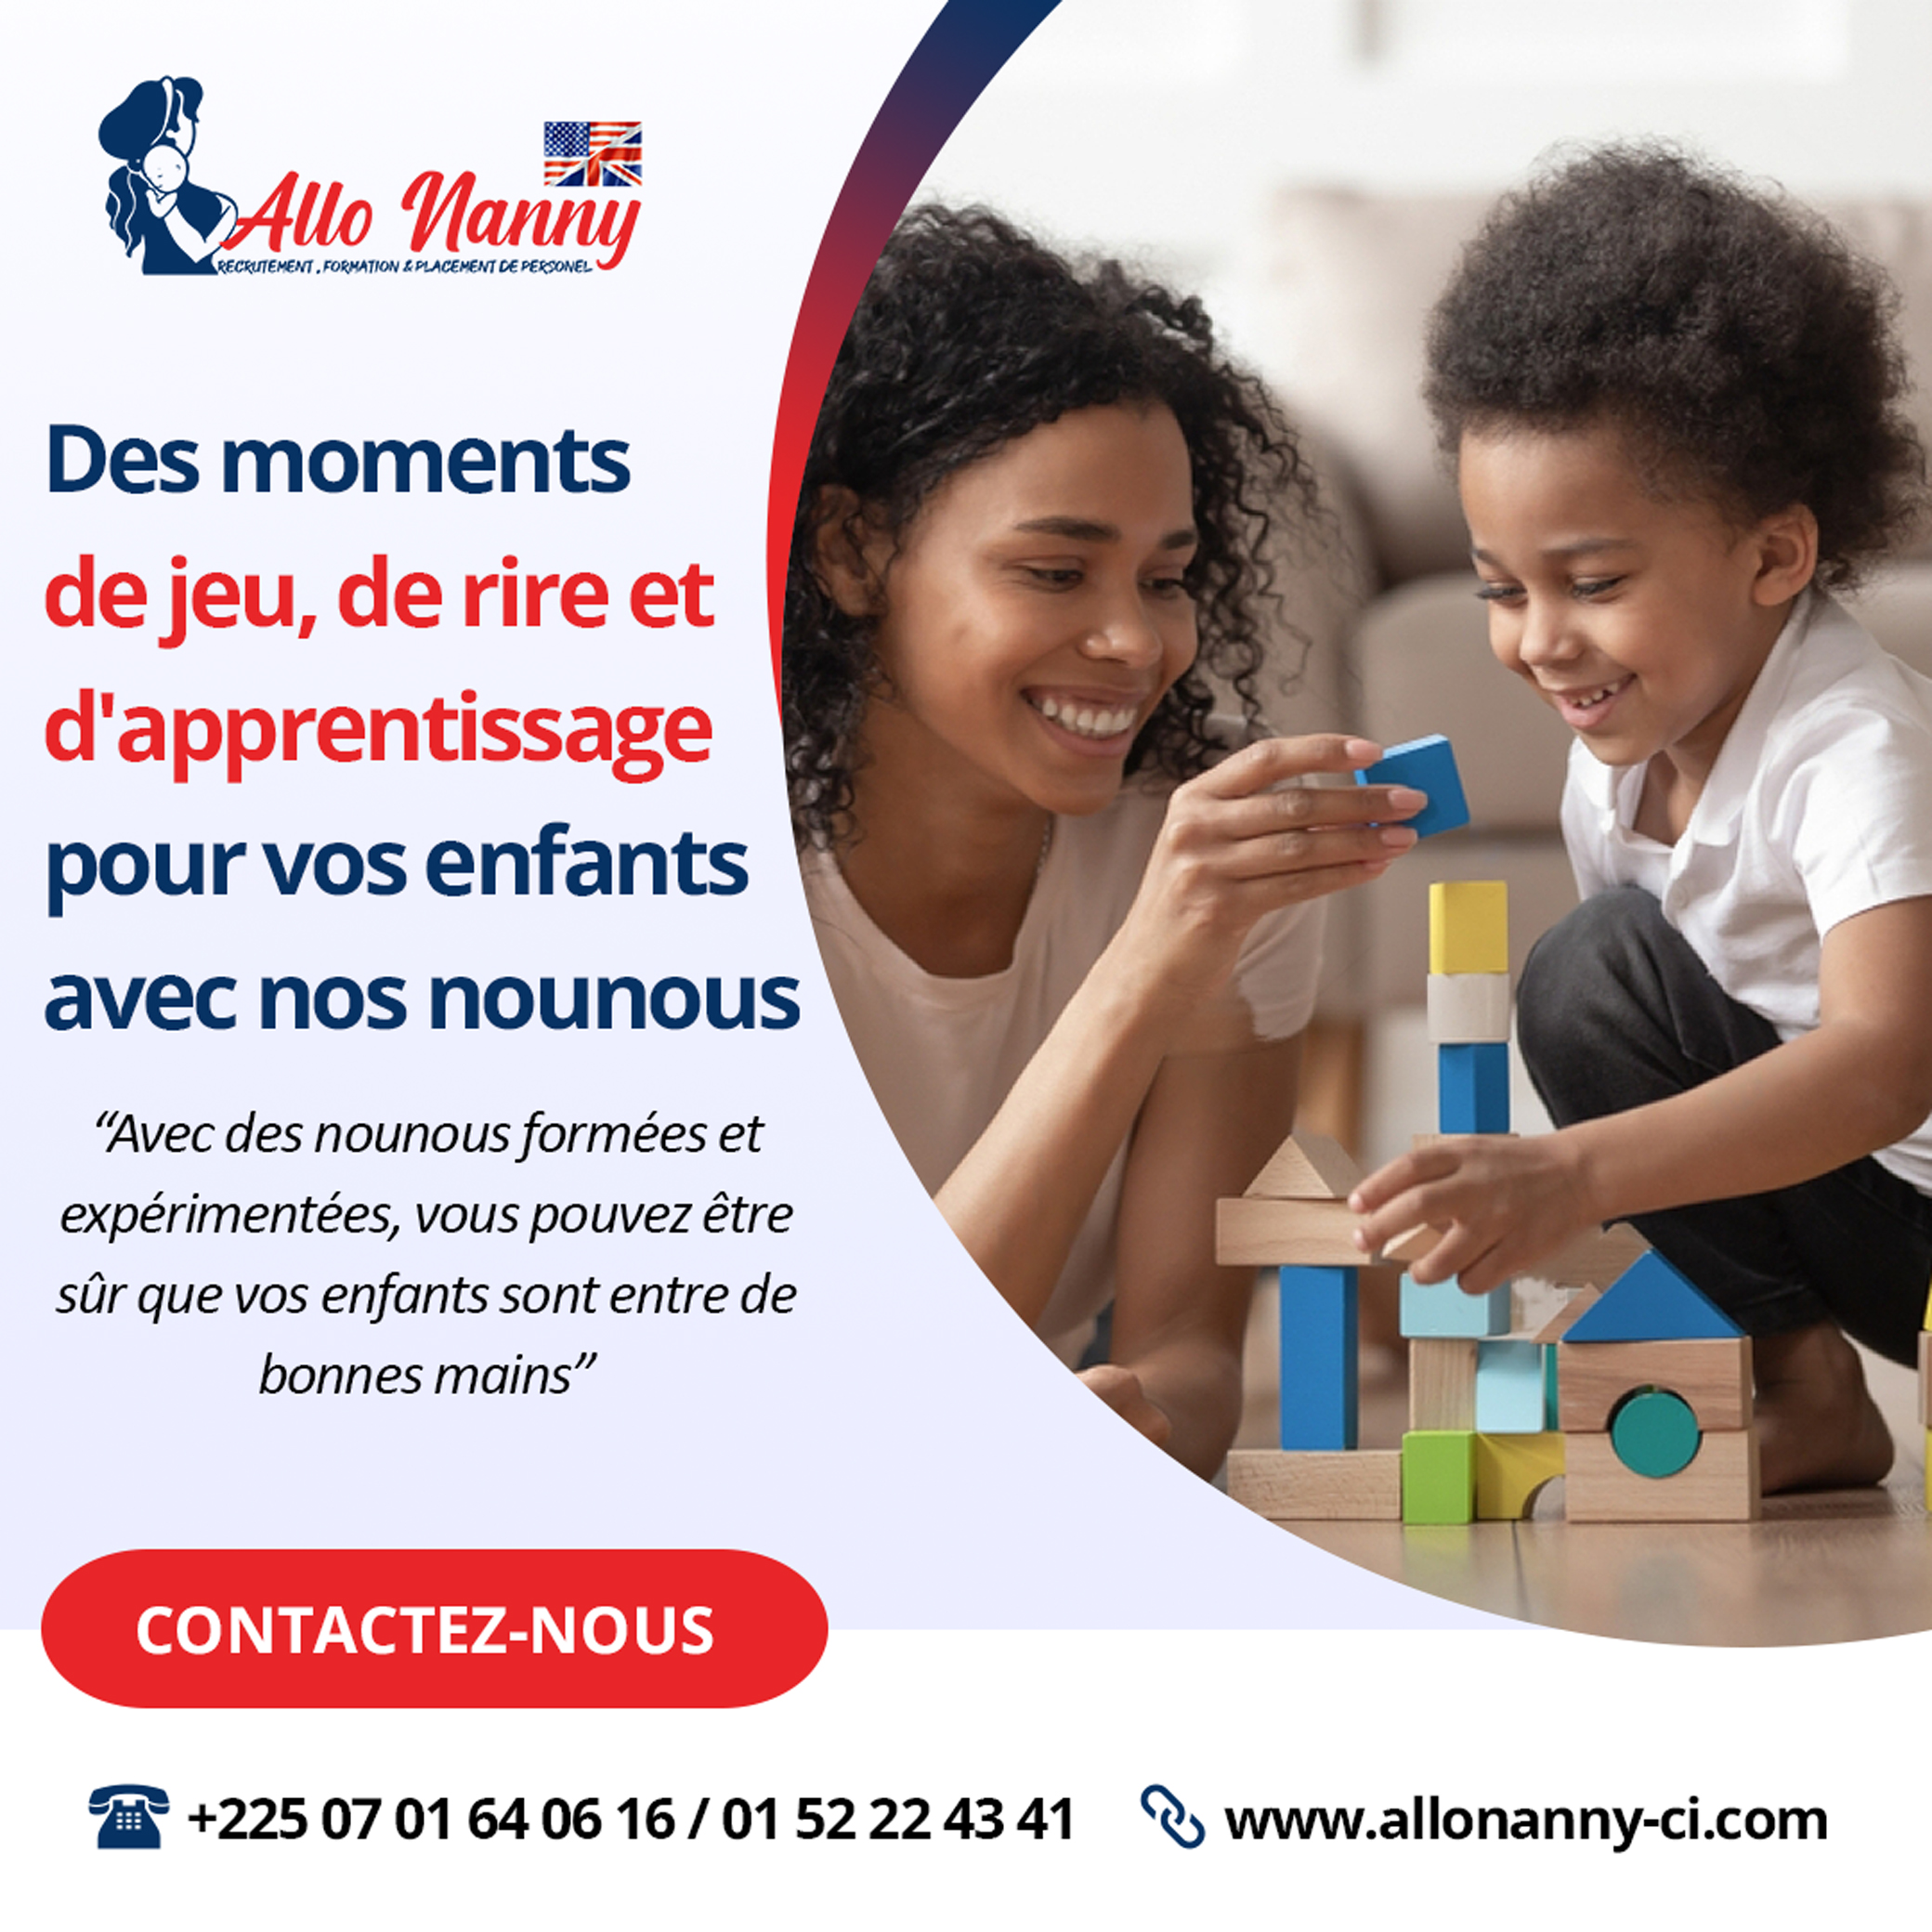 Allo Nanny
RECRUTEMENT , FORMATION & PLACEMENT DE PERSONEL
Des moments
de jeu, de rire et
d'apprentissage
pour vos enfants
avec nos nounous
“Avec des nounous formées et
expérimentées, vous pouvez être
sûr que vos enfants sont entre de
bonnes mains”
CONTACTEZ-NOUS
+225 07 01 64 06 16 / 01 52 22 43 41
www.allonanny-ci.com